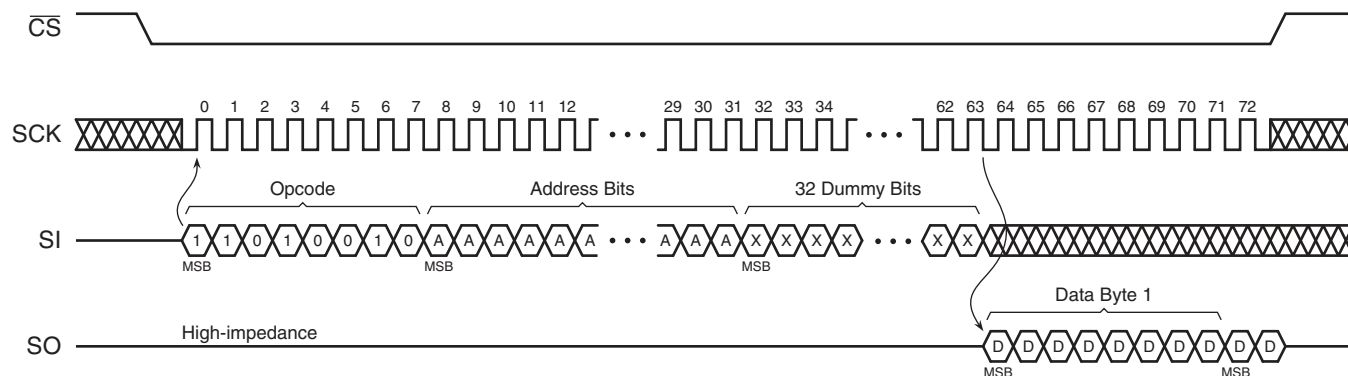 CS
0 1 2 3 4 5 6 7 8 9 10 11 12 29 30 31 32 33 34 62 63 64 65 66 67 68 69 70 71 72
SCK
Opcode Address Bits 32 Dummy Bits
SI 1 1 0 1 0 0 1 0 A A A A A A A A A X X X X X X
MSB MSB MSB
Data Byte 1
High-impedance
SO D D D D D D D D D D
MSB MSB